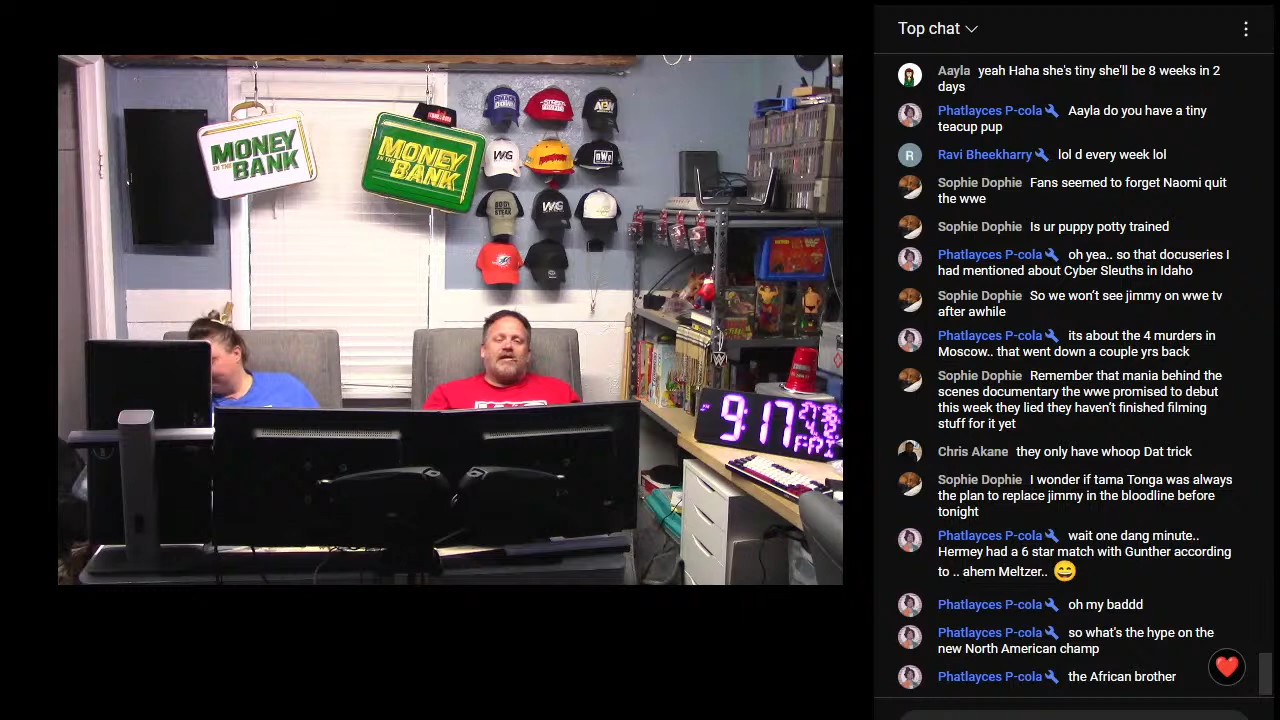 Top chat
Aayla yeah Haha she's tiny she'll be 8 weeks in 2
days
Phatlayces P-cola Aayla do you have a tiny
teacup pup
R
Ravi Bheekharry lol d every week lol
Sophie Dophie Fans seemed to forget Naomi quit
the wwe
Sophie Dophie Is ur puppy potty trained
Phatlayces P-cola oh yea.. so that docuseries I
had mentioned about Cyber Sleuths in Idaho
Sophie Dophie So we won't see jimmy on wwe tv
after awhile
Phatlayces P-cola its about the 4 murders in
Moscow.. that went down a couple yrs back
Sophie Dophie Remember that mania behind the
scenes documentary the wwe promised to debut
this week they lied they haven't finished filming
stuff for it yet
Chris Akane they only have whoop Dat trick
Sophie Dophie I wonder if tama Tonga was always
the plan to replace jimmy in the bloodline before
tonight
Phatlayces P-cola wait one dang minute..
Hermey had a 6 star match with Gunther according
to .. ahem Meltzer.. 😄
Phatlayces P-cola oh my baddd
Phatlayces P-cola so what's the hype on the
new North American champ
Phatlayces P-cola the African brother
MONEY
IN THE BANK
MONEY
IN THE BANK
WG
nWo
WG
9:17
FRI